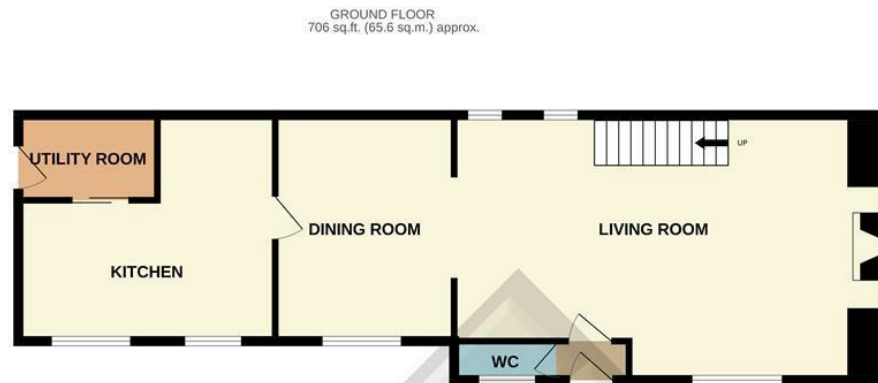 GROUND FLOOR
706 sq.ft. (65.6 sq.m.) approx.
UP
UTILITY ROOM
DINING ROOM
LIVING ROOM
KITCHEN
WC